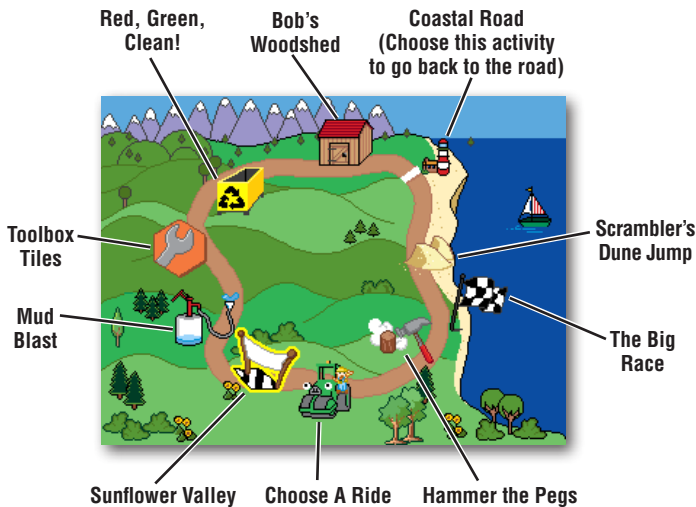 Red, Green,
Clean!
Bob's
Woodshed
Coastal Road
(Choose this activity
to go back to the road)
Toolbox
Tiles
Scrambler's
Dune Jump
Mud
Blast
The Big
Race
Sunflower Valley
Choose A Ride
Hammer the Pegs